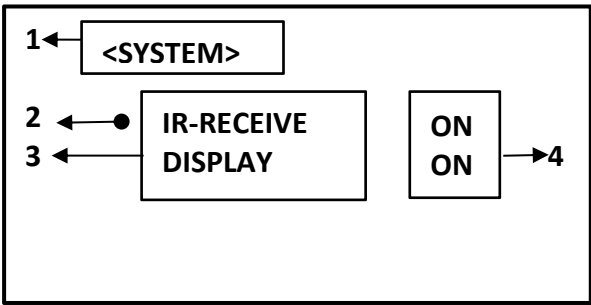 1 <SYSTEM>
2 IR-RECEIVE ON
3 DISPLAY ON 4